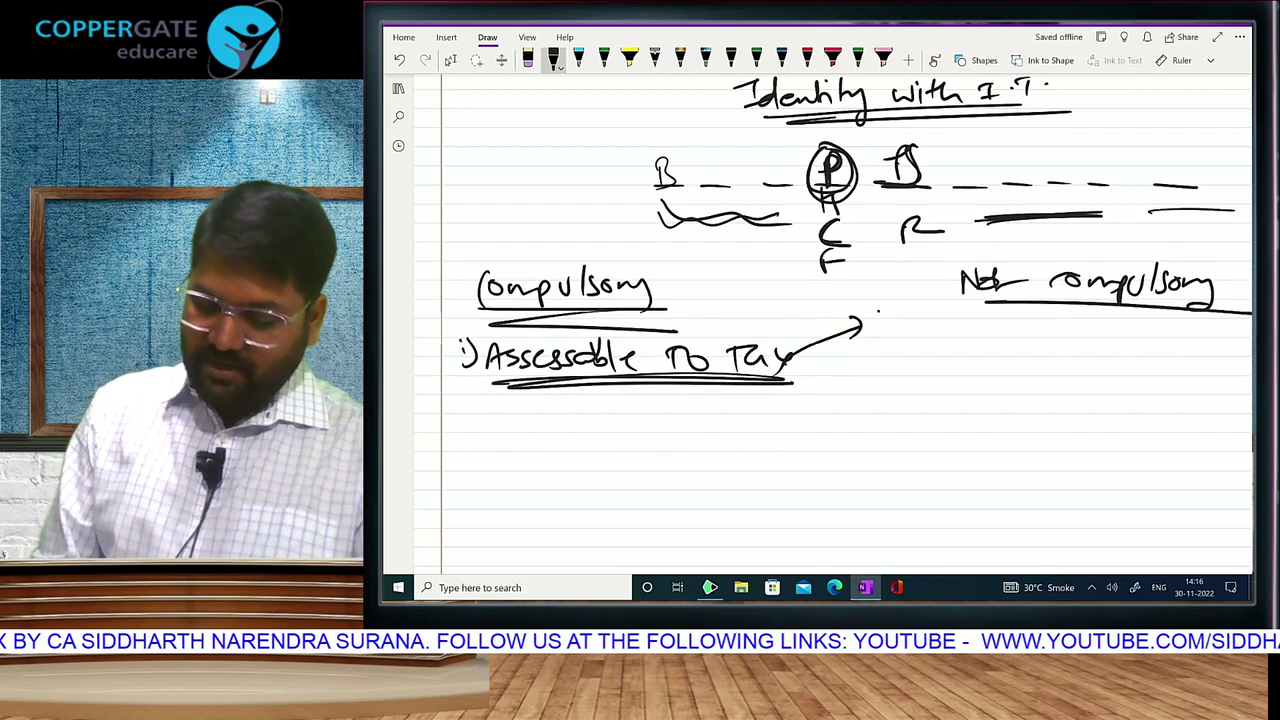 COPPERGATE
educare
Home Insert Draw View Help
Saved offline
Share
Shapes
Ink to Shape
Ink to Text
Ruler
Identity with I.T.
B
P
H
C
F
R
Compulsory
Not compulsory
i) Assessable To Tax
Type here to search
30°C Smoke
ENG
14:16
30-11-2022
X BY CA SIDDHARTH NARENDRA SURANA. FOLLOW US AT THE FOLLOWING LINKS: YOUTUBE - WWW.YOUTUBE.COM/SIDDHA